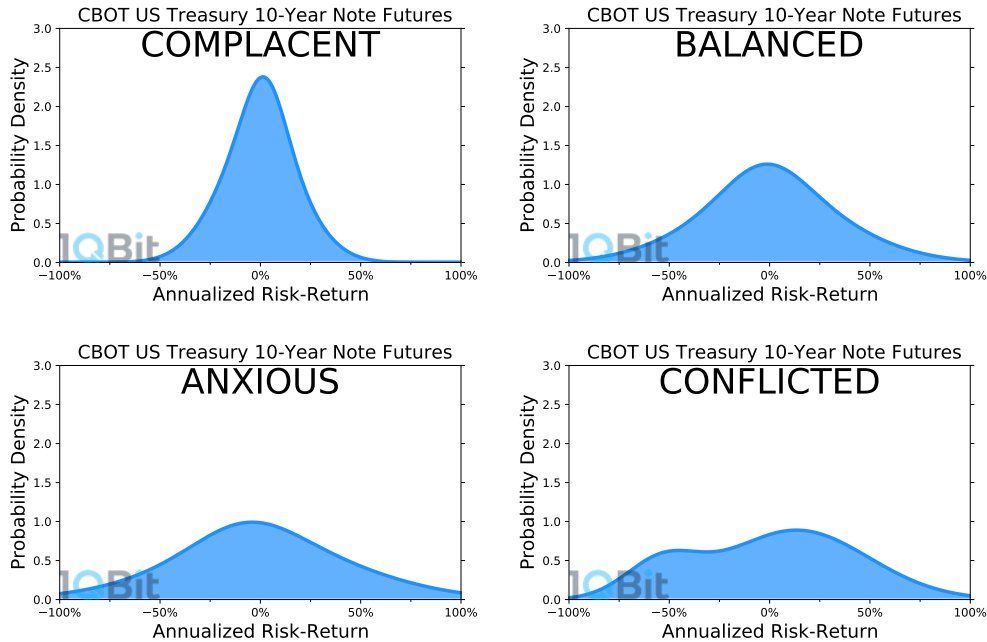 CBOT US Treasury 10-Year Note Futures
COMPLACENT
Probability Density
3.0
2.5
2.0
1.5
1.0
0.5
0.0
1QBit
−100% −50% 0% 50% 100%
Annualized Risk-Return
CBOT US Treasury 10-Year Note Futures
BALANCED
Probability Density
3.0
2.5
2.0
1.5
1.0
0.5
0.0
1QBit
−100% −50% 0% 50% 100%
Annualized Risk-Return
CBOT US Treasury 10-Year Note Futures
ANXIOUS
Probability Density
3.0
2.5
2.0
1.5
1.0
0.5
0.0
1QBit
−100% −50% 0% 50% 100%
Annualized Risk-Return
CBOT US Treasury 10-Year Note Futures
CONFLICTED
Probability Density
3.0
2.5
2.0
1.5
1.0
0.5
0.0
1QBit
−100% −50% 0% 50% 100%
Annualized Risk-Return